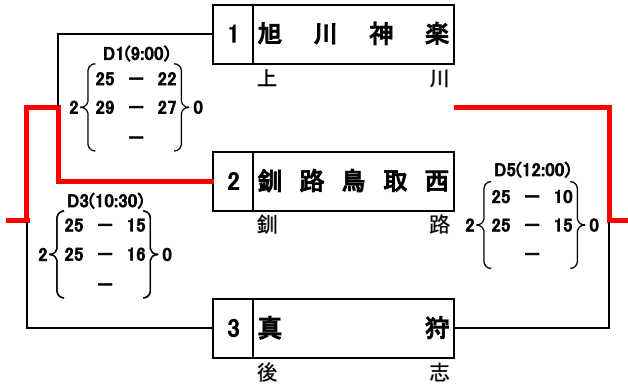 1 旭川神楽
上川
D1(9:00)
25 － 22
2 29 － 27 0
－
2 釧路鳥取西
釧路
D5(12:00)
25 － 10
2 25 － 15 0
－
D3(10:30)
25 － 15
2 25 － 16 0
－
3 真狩
後志